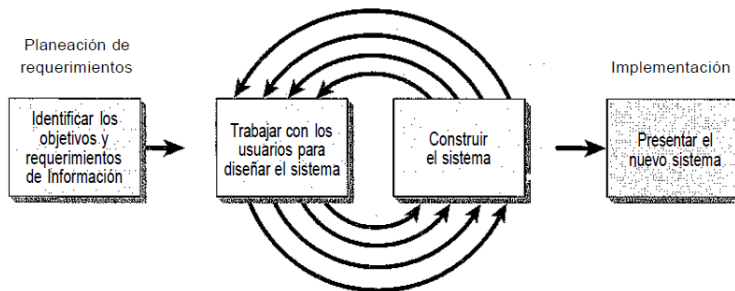 Planeación de
requerimientos
Identificar los
objetivos y
requerimientos
de Información
Trabajar con los
usuarios para
diseñar el sistema
Construir
el sistema
Implementación
Presentar el
nuevo sistema